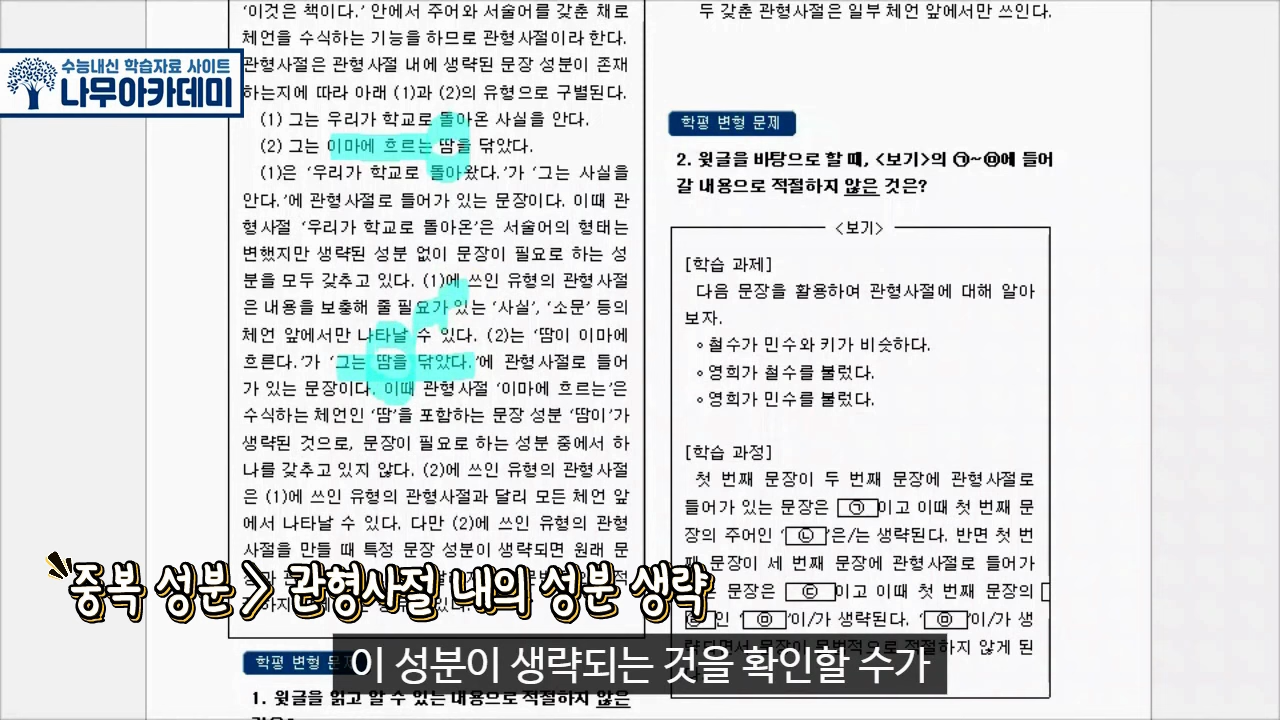 '이것은 책이다.' 안에서 주어와 서술어를 갖춘 채로
체언을 수식하는 기능을 하므로 관형사절이라 한다.
관형사절은 관형사절 내에 생략된 문장 성분이 존재
하는지에 따라 아래 (1)과 (2)의 유형으로 구별된다.
(1) 그는 우리가 학교로 돌아온 사실을 안다.
(2) 그는 이마에 흐르는 땀을 닦았다.
(1)은 '우리가 학교로 돌아왔다.'가 '그는 사실을
안다.'에 관형사절로 들어가 있는 문장이다. 이때 관
형사절 '우리가 학교로 돌아온'은 서술어의 형태는
변했지만 생략된 성분 없이 문장이 필요로 하는 성
분을 모두 갖추고 있다. (1)에 쓰인 유형의 관형사절
은 내용을 보충해 줄 필요가 있는 '사실', '소문' 등의
체언 앞에서만 나타날 수 있다. (2)는 '땀이 이마에
흐른다.'가 '그는 땀을 닦았다.'에 관형사절로 들어
가 있는 문장이다. 이때 관형사절 '이마에 흐르는'은
수식하는 체언인 '땀'을 포함하는 문장 성분 '땀이'가
생략된 것으로, 문장이 필요로 하는 성분 중에서 하
나를 갖추고 있지 않다. (2)에 쓰인 유형의 관형사절
은 (1)에 쓰인 유형의 관형사절과 달리 모든 체언 앞
에서 나타날 수 있다. 다만 (2)에 쓰인 유형의 관형
사절을 만들 때 특정 문장 성분이 생략되면 원래 문
수능내신 학습자료 사이트
나무아카데미
학평 변형
1. 윗글을 읽고 알 수 있는 내용으로 적절하지 않은
두 갖춘 관형사절은 일부 체언 앞에서만 쓰인다.
학평 변형 문제
2. 윗글을 바탕으로 할 때, <보기>의 ㉠~㉤에 들어
갈 내용으로 적절하지 않은 것은?
<보기>
[학습 과제]
다음 문장을 활용하여 관형사절에 대해 알아
보자.
∘철수가 민수와 키가 비슷하다.
∘영희가 철수를 불렀다.
∘영희가 민수를 불렀다.
[학습 과정]
첫 번째 문장이 두 번째 문장에 관형사절로
들어가 있는 문장은 ㉠이고 이때 첫 번째 문
장의 주어인 '㉡'은/는 생략된다. 반면 첫 번
째 문장이 세 번째 문장에 관형사절로 들어가
문장은 ㉢이고 이때 첫 번째 문장의
인 '㉤'이/가 생략된다. '㉤'이/가 생
문장이 문법적으로 적절하지 않게 된
중복 성분 > 관형사절 내의 성분 생략
이 성분이 생략되는 것을 확인할 수가